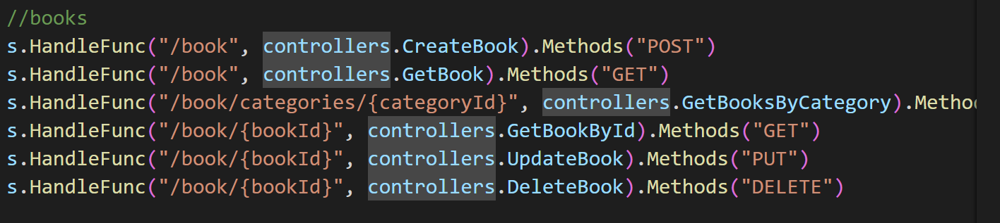 //books
s.HandleFunc("/book", controllers.CreateBook).Methods("POST")
s.HandleFunc("/book", controllers.GetBook).Methods("GET")
s.HandleFunc("/book/categories/{categoryId}", controllers.GetBooksByCategory).Metho
s.HandleFunc("/book/{bookId}", controllers.GetBookById).Methods("GET")
s.HandleFunc("/book/{bookId}", controllers.UpdateBook).Methods("PUT")
s.HandleFunc("/book/{bookId}", controllers.DeleteBook).Methods("DELETE")